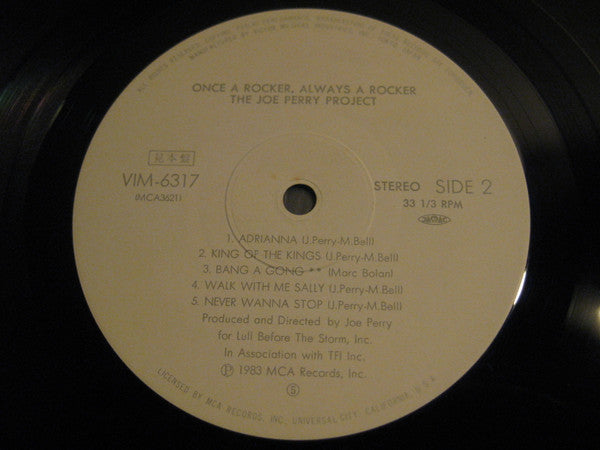 ONCE A ROCKER, ALWAYS A ROCKER
THE JOE PERRY PROJECT
見本盤
VIM-6317
(MCA3621)
STEREO SIDE 2
33 1/3 RPM
JASRAC
1. ADRIANNA (J.Perry-M.Bell)
2. KING OF THE KINGS (J.Perry-M.Bell)
3. BANG A GONG ** (Marc Bolan)
4. WALK WITH ME SALLY (J.Perry-M.Bell)
5. NEVER WANNA STOP (J.Perry-M.Bell)
Produced and Directed by Joe Perry
for Lull Before The Storm, Inc.
In Association with TFI Inc.
Ⓟ 1983 MCA Records, Inc.
Ⓢ
LICENSED BY MCA RECORDS, INC., UNIVERSAL CITY, CALIFORNIA, U.S.A.